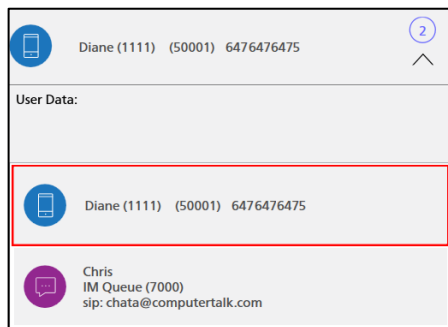 Diane (1111) (50001) 6476476475
2
User Data:
Diane (1111) (50001) 6476476475
Chris
IM Queue (7000)
sip: chata@computertalk.com